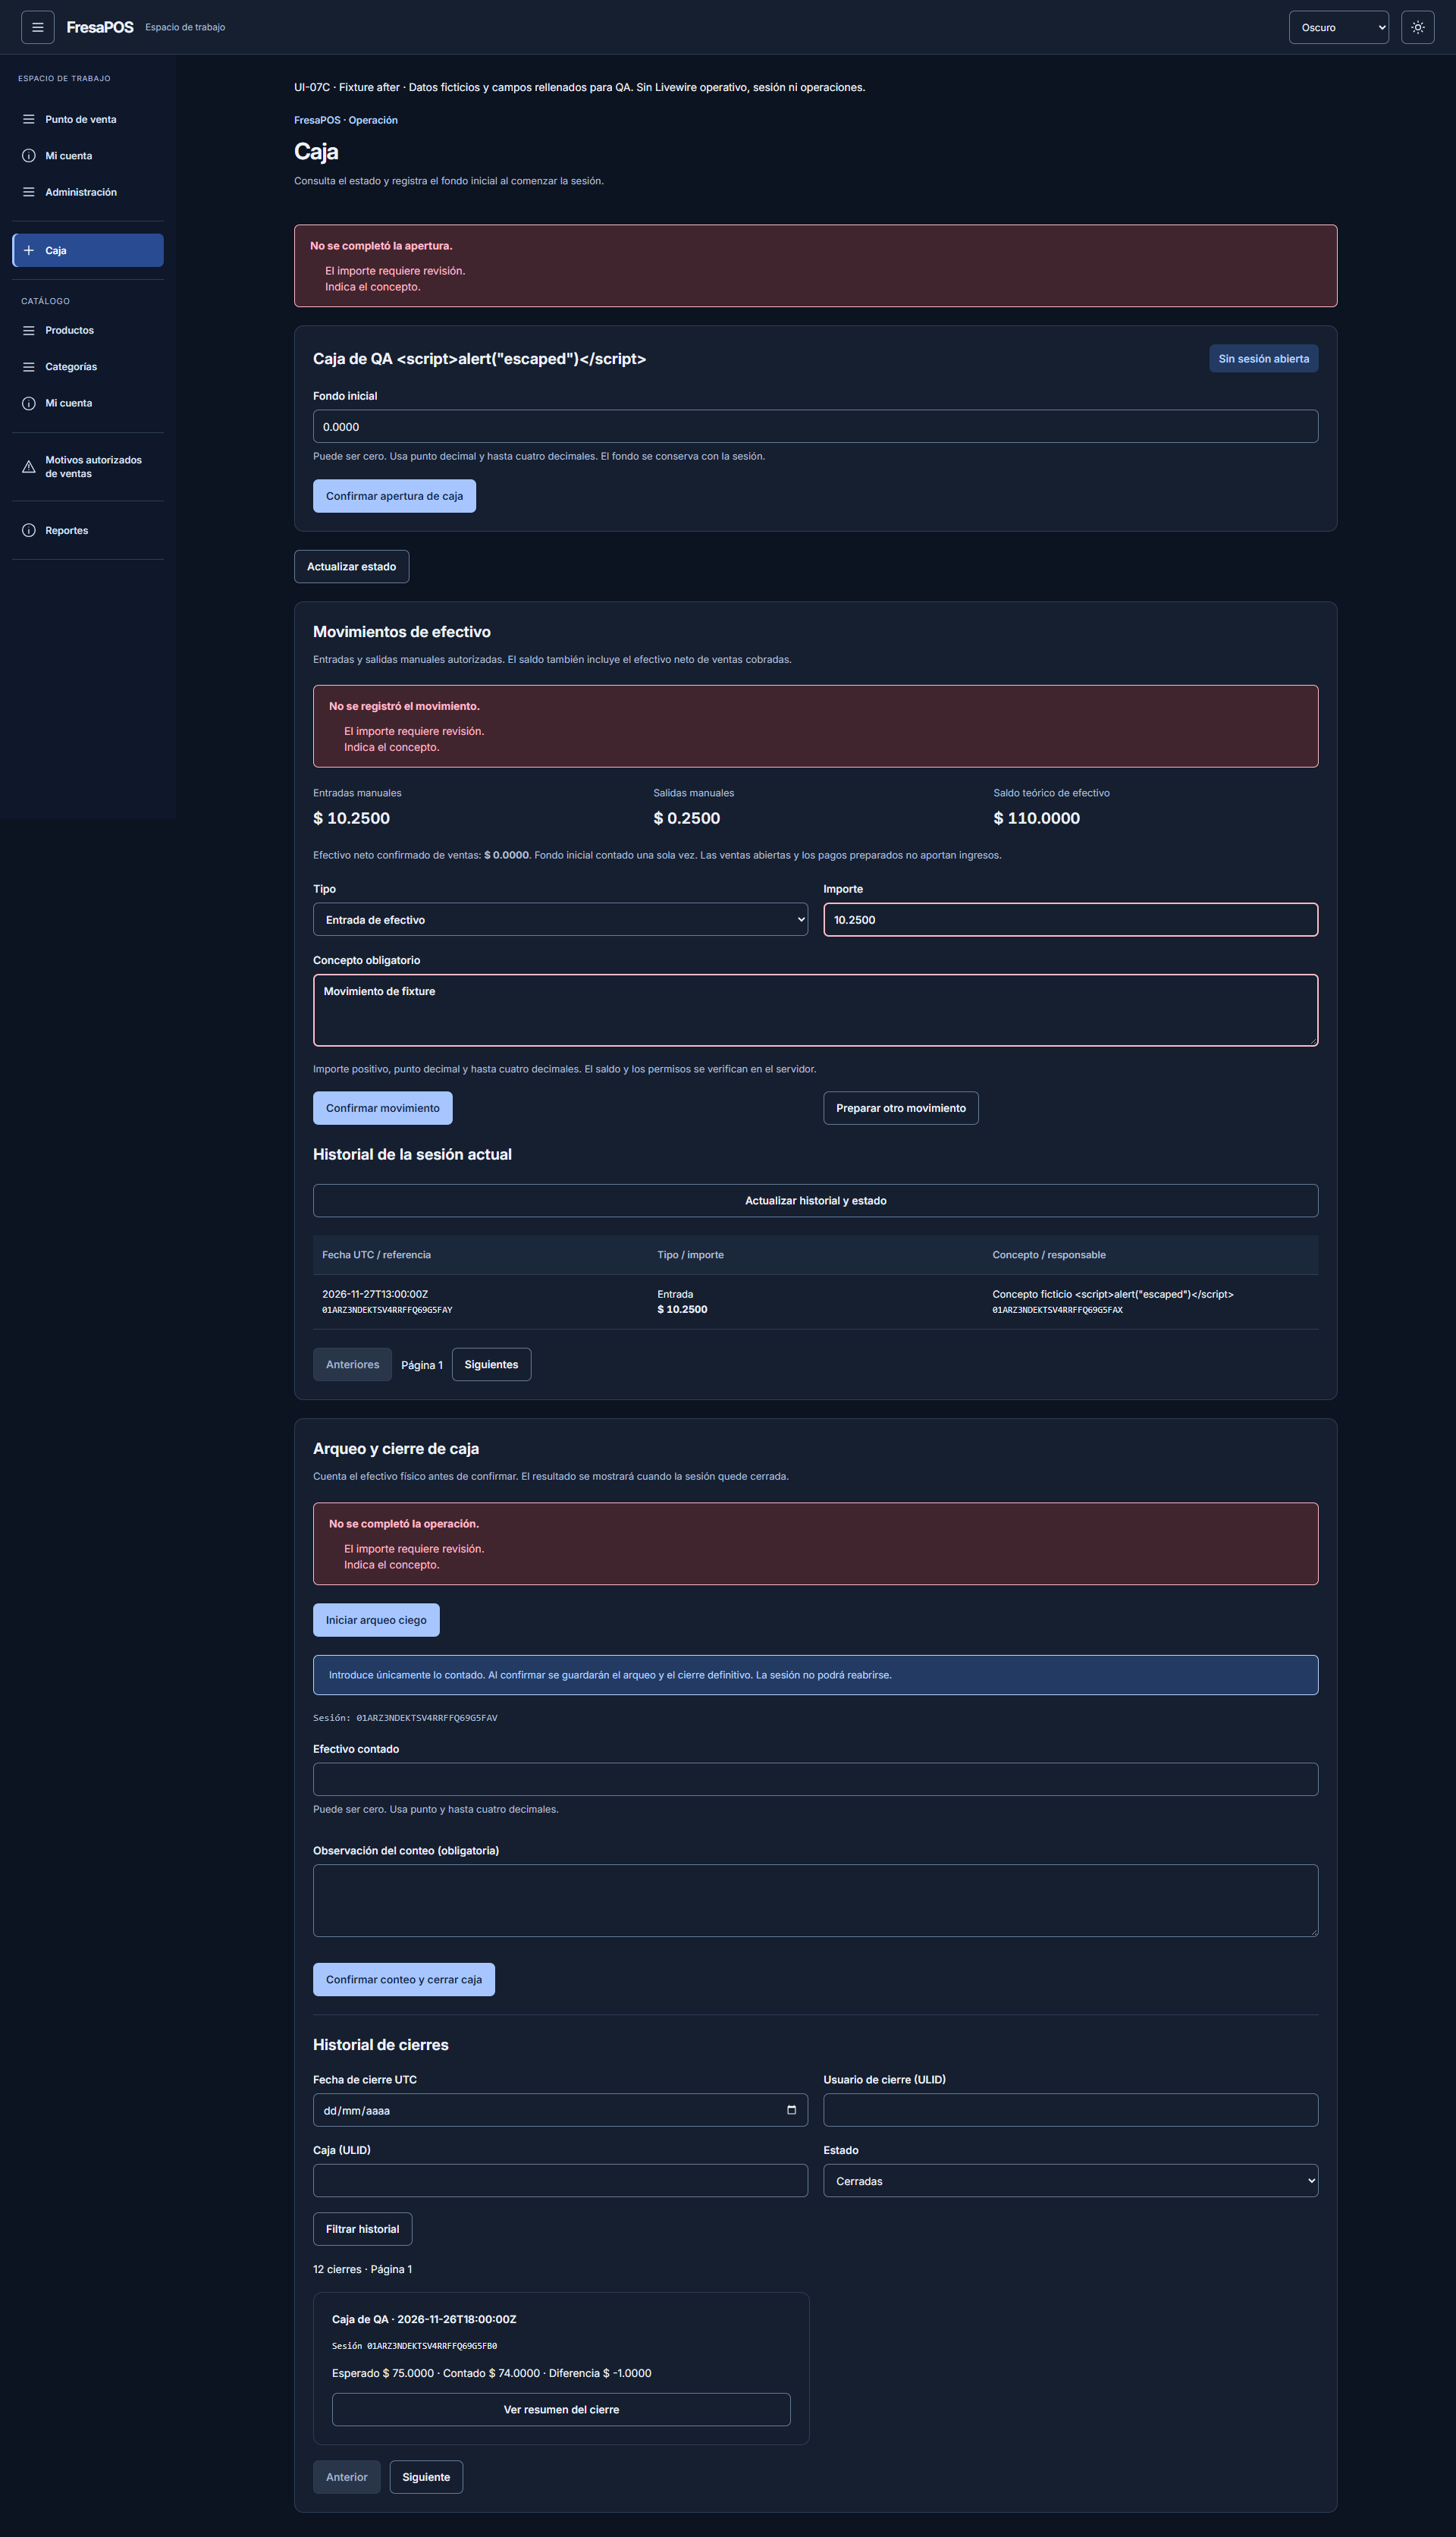 FresaPOS
Espacio de trabajo
Oscuro
ESPACIO DE TRABAJO
Punto de venta
Mi cuenta
Administración
Caja
CATÁLOGO
Productos
Categorías
Mi cuenta
Motivos autorizados
de ventas
Reportes
UI-07C · Fixture after · Datos ficticios y campos rellenados para QA. Sin Livewire operativo, sesión ni operaciones.
FresaPOS · Operación
Caja
Consulta el estado y registra el fondo inicial al comenzar la sesión.
No se completó la apertura.
El importe requiere revisión.
Indica el concepto.
Caja de QA <script>alert("escaped")</script>
Sin sesión abierta
Fondo inicial
0.0000
Puede ser cero. Usa punto decimal y hasta cuatro decimales. El fondo se conserva con la sesión.
Confirmar apertura de caja
Actualizar estado
Movimientos de efectivo
Entradas y salidas manuales autorizadas. El saldo también incluye el efectivo neto de ventas cobradas.
No se registró el movimiento.
El importe requiere revisión.
Indica el concepto.
Entradas manuales
$ 10.2500
Salidas manuales
$ 0.2500
Saldo teórico de efectivo
$ 110.0000
Efectivo neto confirmado de ventas: $ 0.0000. Fondo inicial contado una sola vez. Las ventas abiertas y los pagos preparados no aportan ingresos.
Tipo
Entrada de efectivo
Importe
10.2500
Concepto obligatorio
Movimiento de fixture
Importe positivo, punto decimal y hasta cuatro decimales. El saldo y los permisos se verifican en el servidor.
Confirmar movimiento
Preparar otro movimiento
Historial de la sesión actual
Actualizar historial y estado
Fecha UTC / referencia
Tipo / importe
Concepto / responsable
2026-11-27T13:00:00Z
01ARZ3NDEKTSV4RRFFQ69G5FAY
Entrada
$ 10.2500
Concepto ficticio <script>alert("escaped")</script>
01ARZ3NDEKTSV4RRFFQ69G5FAX
Anteriores
Página 1
Siguientes
Arqueo y cierre de caja
Cuenta el efectivo físico antes de confirmar. El resultado se mostrará cuando la sesión quede cerrada.
No se completó la operación.
El importe requiere revisión.
Indica el concepto.
Iniciar arqueo ciego
Introduce únicamente lo contado. Al confirmar se guardarán el arqueo y el cierre definitivo. La sesión no podrá reabrirse.
Sesión: 01ARZ3NDEKTSV4RRFFQ69G5FAV
Efectivo contado
Puede ser cero. Usa punto y hasta cuatro decimales.
Observación del conteo (obligatoria)
Confirmar conteo y cerrar caja
Historial de cierres
Fecha de cierre UTC
dd/mm/aaaa
Usuario de cierre (ULID)
Caja (ULID)
Estado
Cerradas
Filtrar historial
12 cierres · Página 1
Caja de QA · 2026-11-26T18:00:00Z
Sesión 01ARZ3NDEKTSV4RRFFQ69G5FB0
Esperado $ 75.0000 · Contado $ 74.0000 · Diferencia $ -1.0000
Ver resumen del cierre
Anterior
Siguiente